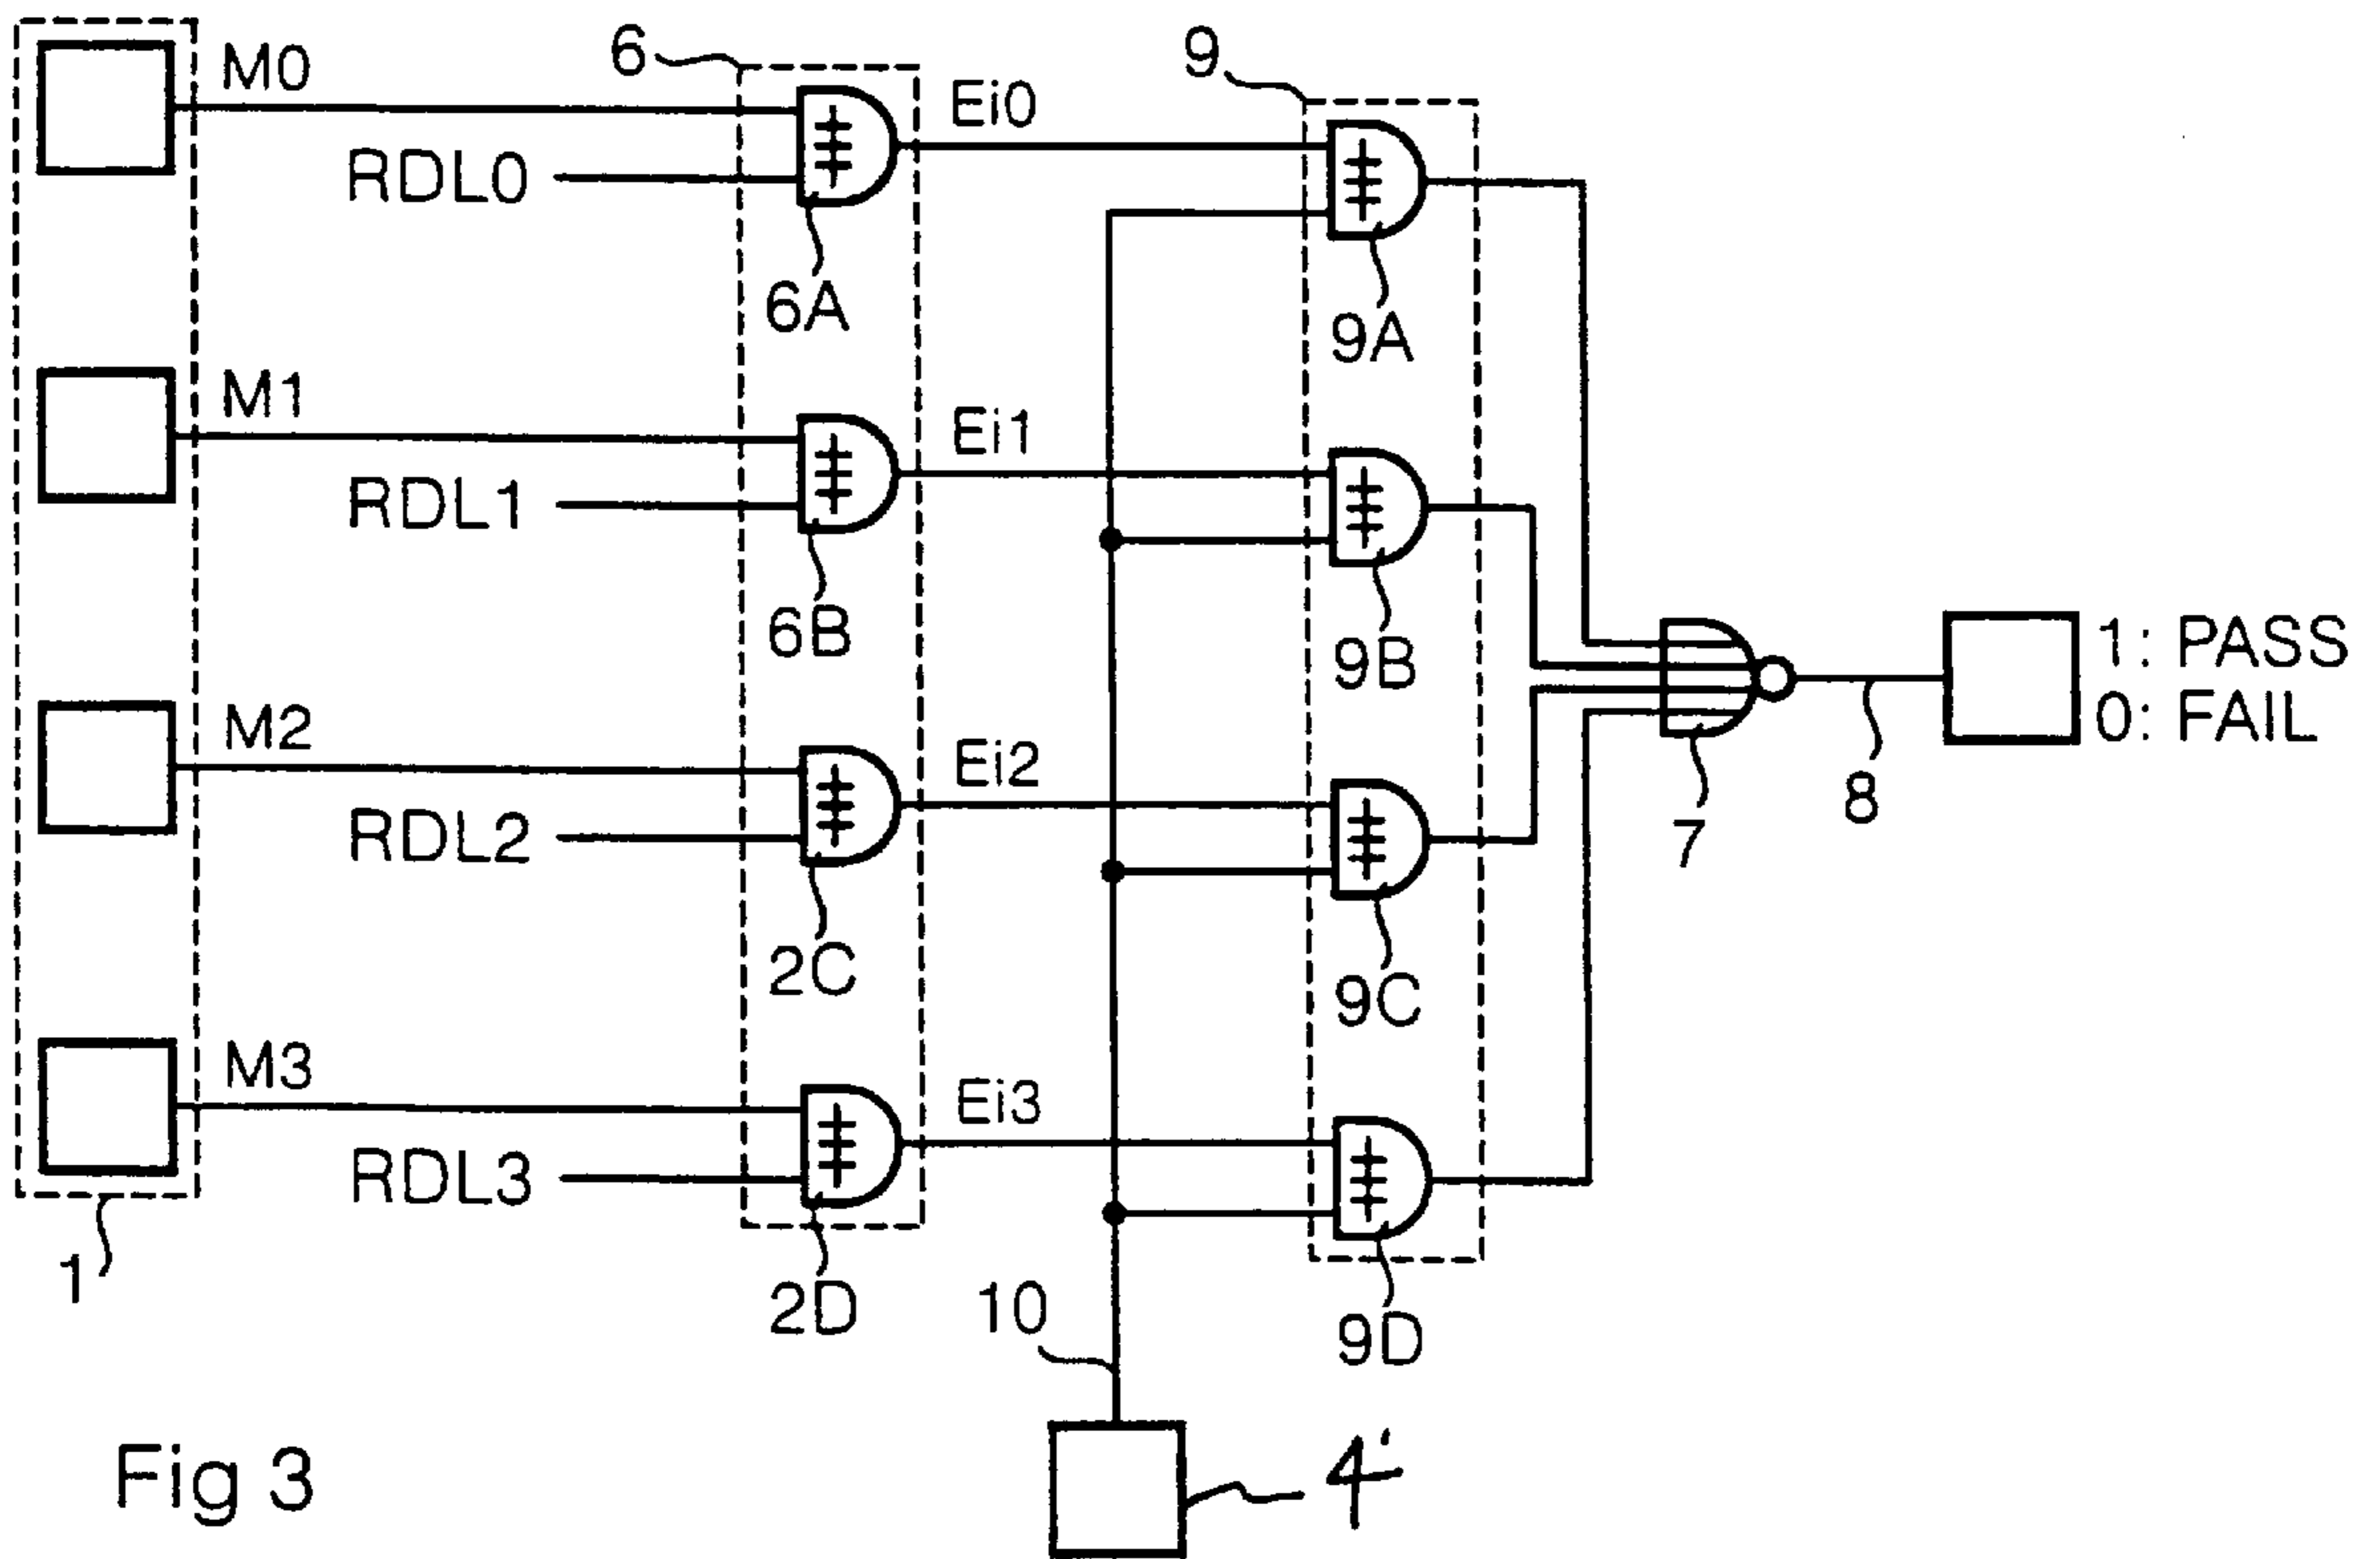 M0
6
9
Ei0
RDL0
6A
9A
M1
Ei1
RDL1
6B
9B
1: PASS
0: FAIL
M2
Ei2
RDL2
7
8
2C
9C
M3
Ei3
RDL3
1
2D
10
9D
4'
Fig 3